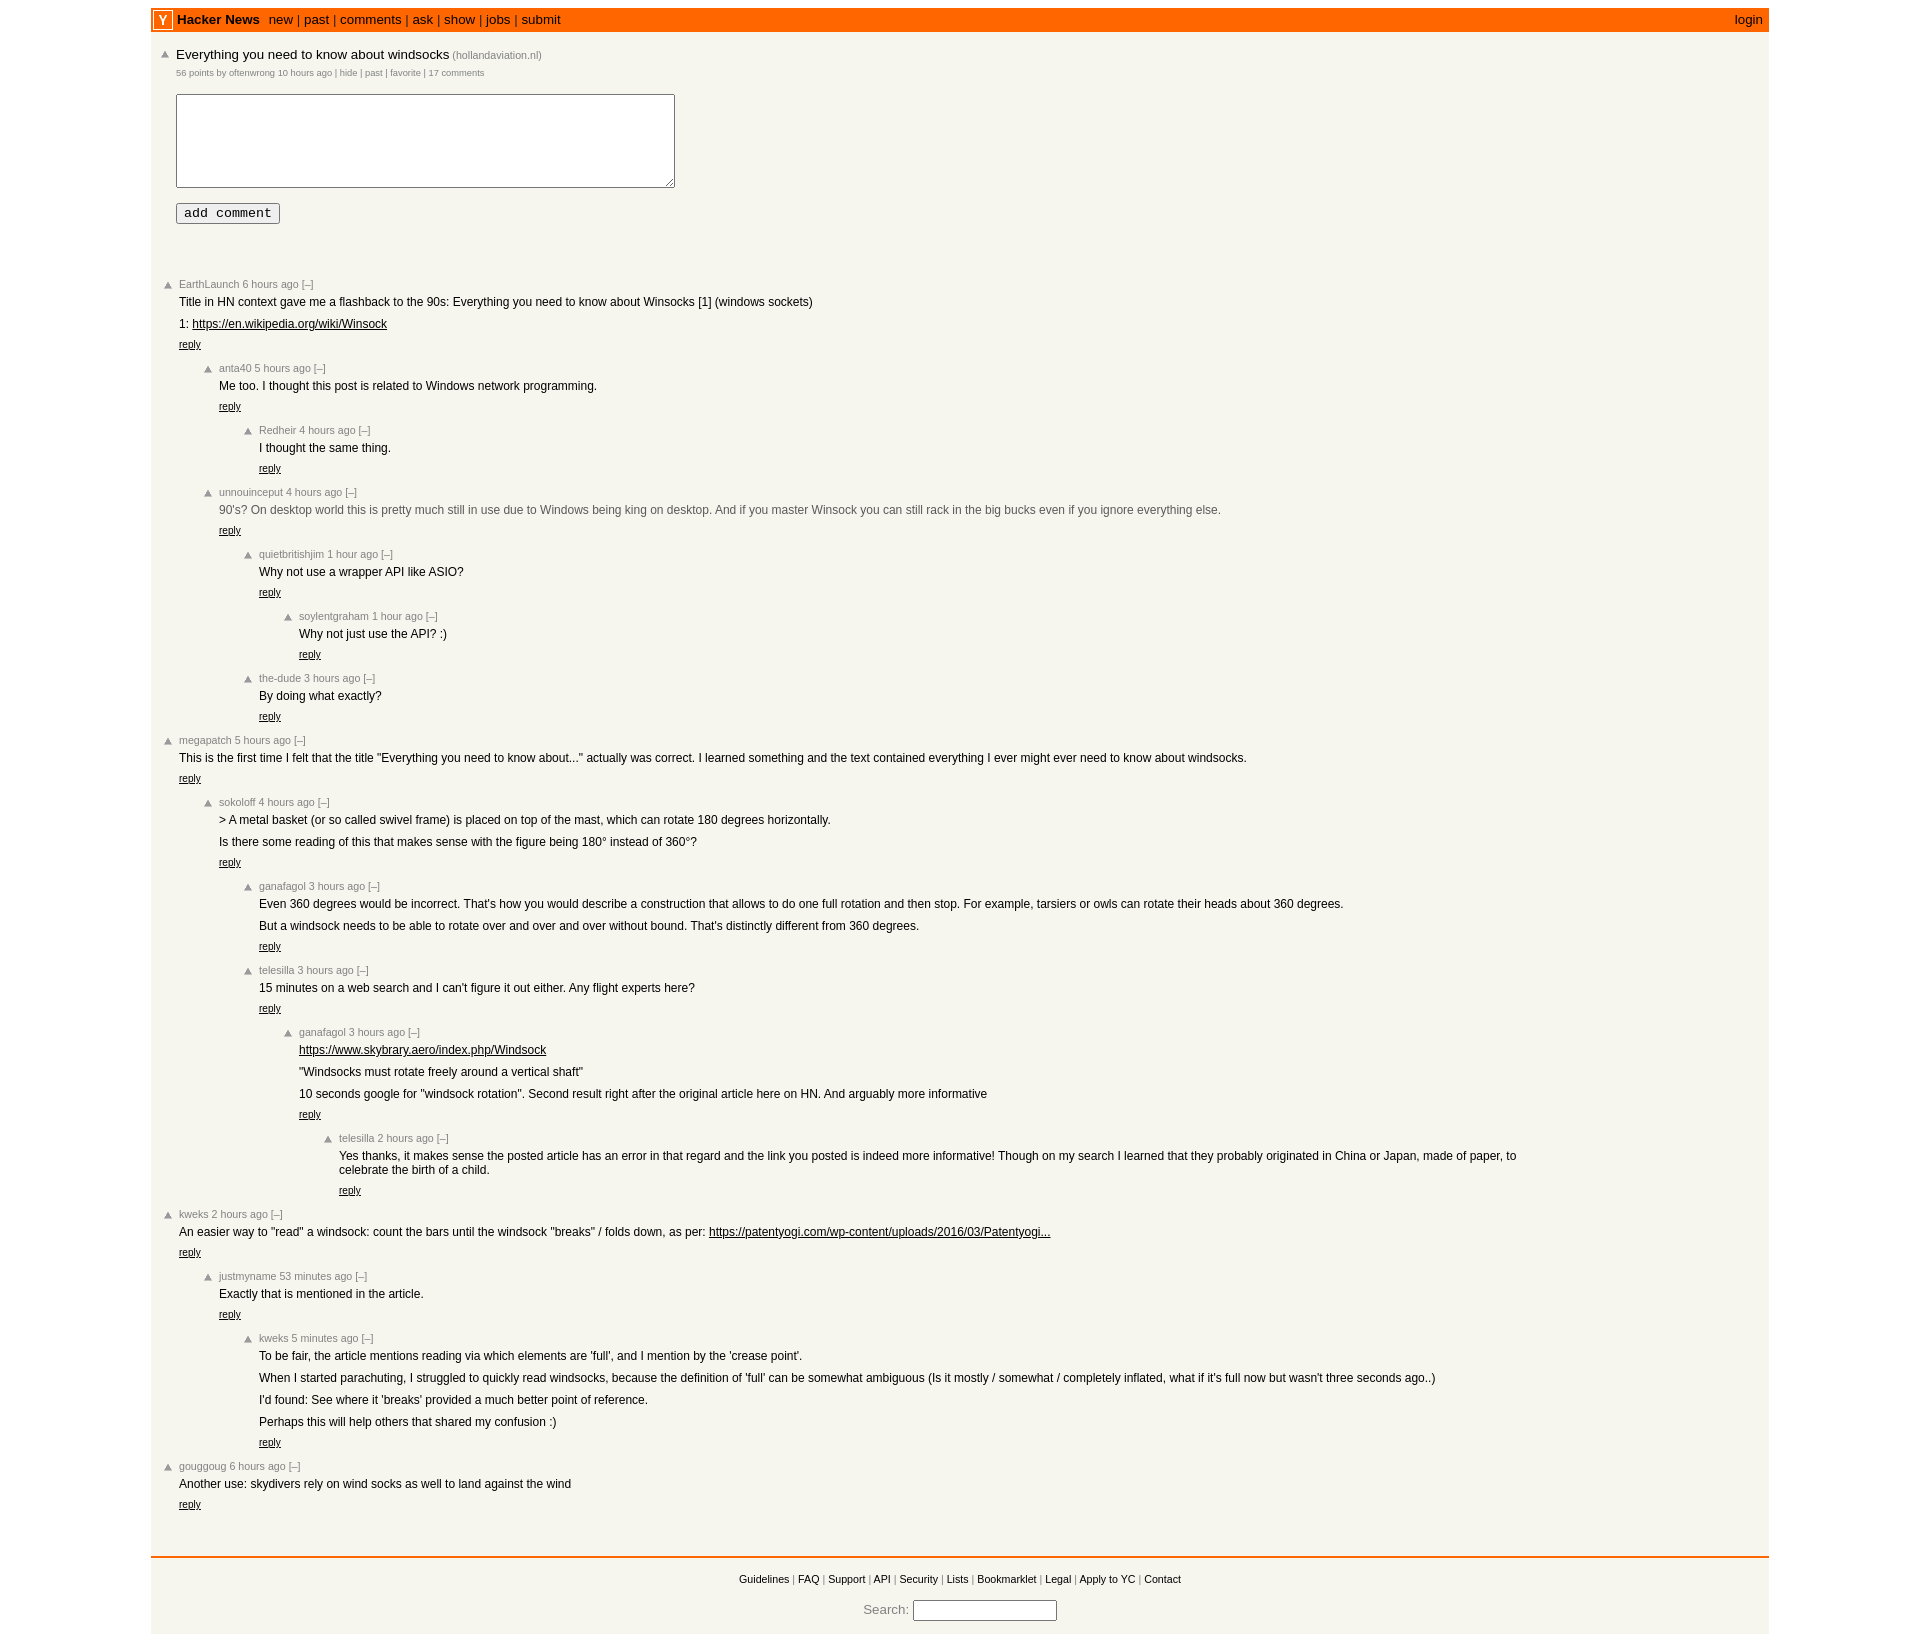 Y Hacker News new | past | comments | ask | show | jobs | submit login
Everything you need to know about windsocks (hollandaviation.nl)
56 points by oftenwrong 10 hours ago | hide | past | favorite | 17 comments
add comment
EarthLaunch 6 hours ago [–]
Title in HN context gave me a flashback to the 90s: Everything you need to know about Winsocks [1] (windows sockets)
1: https://en.wikipedia.org/wiki/Winsock
reply
anta40 5 hours ago [–]
Me too. I thought this post is related to Windows network programming.
reply
Redheir 4 hours ago [–]
I thought the same thing.
reply
unnouinceput 4 hours ago [–]
90's? On desktop world this is pretty much still in use due to Windows being king on desktop. And if you master Winsock you can still rack in the big bucks even if you ignore everything else.
reply
quietbritishjim 1 hour ago [–]
Why not use a wrapper API like ASIO?
reply
soylentgraham 1 hour ago [–]
Why not just use the API? :)
reply
the-dude 3 hours ago [–]
By doing what exactly?
reply
megapatch 5 hours ago [–]
This is the first time I felt that the title "Everything you need to know about..." actually was correct. I learned something and the text contained everything I ever might ever need to know about windsocks.
reply
sokoloff 4 hours ago [–]
> A metal basket (or so called swivel frame) is placed on top of the mast, which can rotate 180 degrees horizontally.
Is there some reading of this that makes sense with the figure being 180° instead of 360°?
reply
ganafagol 3 hours ago [–]
Even 360 degrees would be incorrect. That's how you would describe a construction that allows to do one full rotation and then stop. For example, tarsiers or owls can rotate their heads about 360 degrees.
But a windsock needs to be able to rotate over and over and over without bound. That's distinctly different from 360 degrees.
reply
telesilla 3 hours ago [–]
15 minutes on a web search and I can't figure it out either. Any flight experts here?
reply
ganafagol 3 hours ago [–]
https://www.skybrary.aero/index.php/Windsock
"Windsocks must rotate freely around a vertical shaft"
10 seconds google for "windsock rotation". Second result right after the original article here on HN. And arguably more informative
reply
telesilla 2 hours ago [–]
Yes thanks, it makes sense the posted article has an error in that regard and the link you posted is indeed more informative! Though on my search I learned that they probably originated in China or Japan, made of paper, to
celebrate the birth of a child.
reply
kweks 2 hours ago [–]
An easier way to "read" a windsock: count the bars until the windsock "breaks" / folds down, as per: https://patentyogi.com/wp-content/uploads/2016/03/Patentyogi...
reply
justmyname 53 minutes ago [–]
Exactly that is mentioned in the article.
reply
kweks 5 minutes ago [–]
To be fair, the article mentions reading via which elements are 'full', and I mention by the 'crease point'.
When I started parachuting, I struggled to quickly read windsocks, because the definition of 'full' can be somewhat ambiguous (Is it mostly / somewhat / completely inflated, what if it's full now but wasn't three seconds ago..)
I'd found: See where it 'breaks' provided a much better point of reference.
Perhaps this will help others that shared my confusion :)
reply
gouggoug 6 hours ago [–]
Another use: skydivers rely on wind socks as well to land against the wind
reply
Guidelines | FAQ | Support | API | Security | Lists | Bookmarklet | Legal | Apply to YC | Contact
Search: